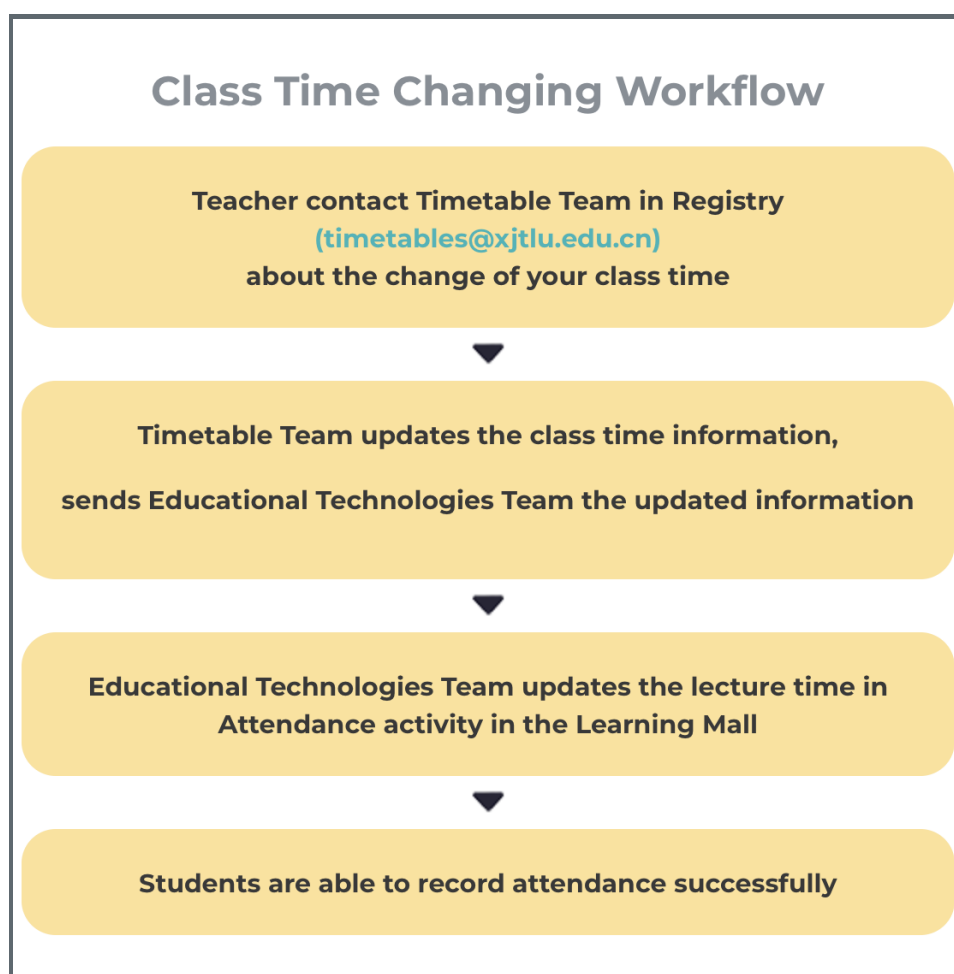 Class Time Changing Workflow
Teacher contact Timetable Team in Registry
(timetables@xjtlu.edu.cn)
about the change of your class time
Timetable Team updates the class time information,
sends Educational Technologies Team the updated information
Educational Technologies Team updates the lecture time in
Attendance activity in the Learning Mall
Students are able to record attendance successfully